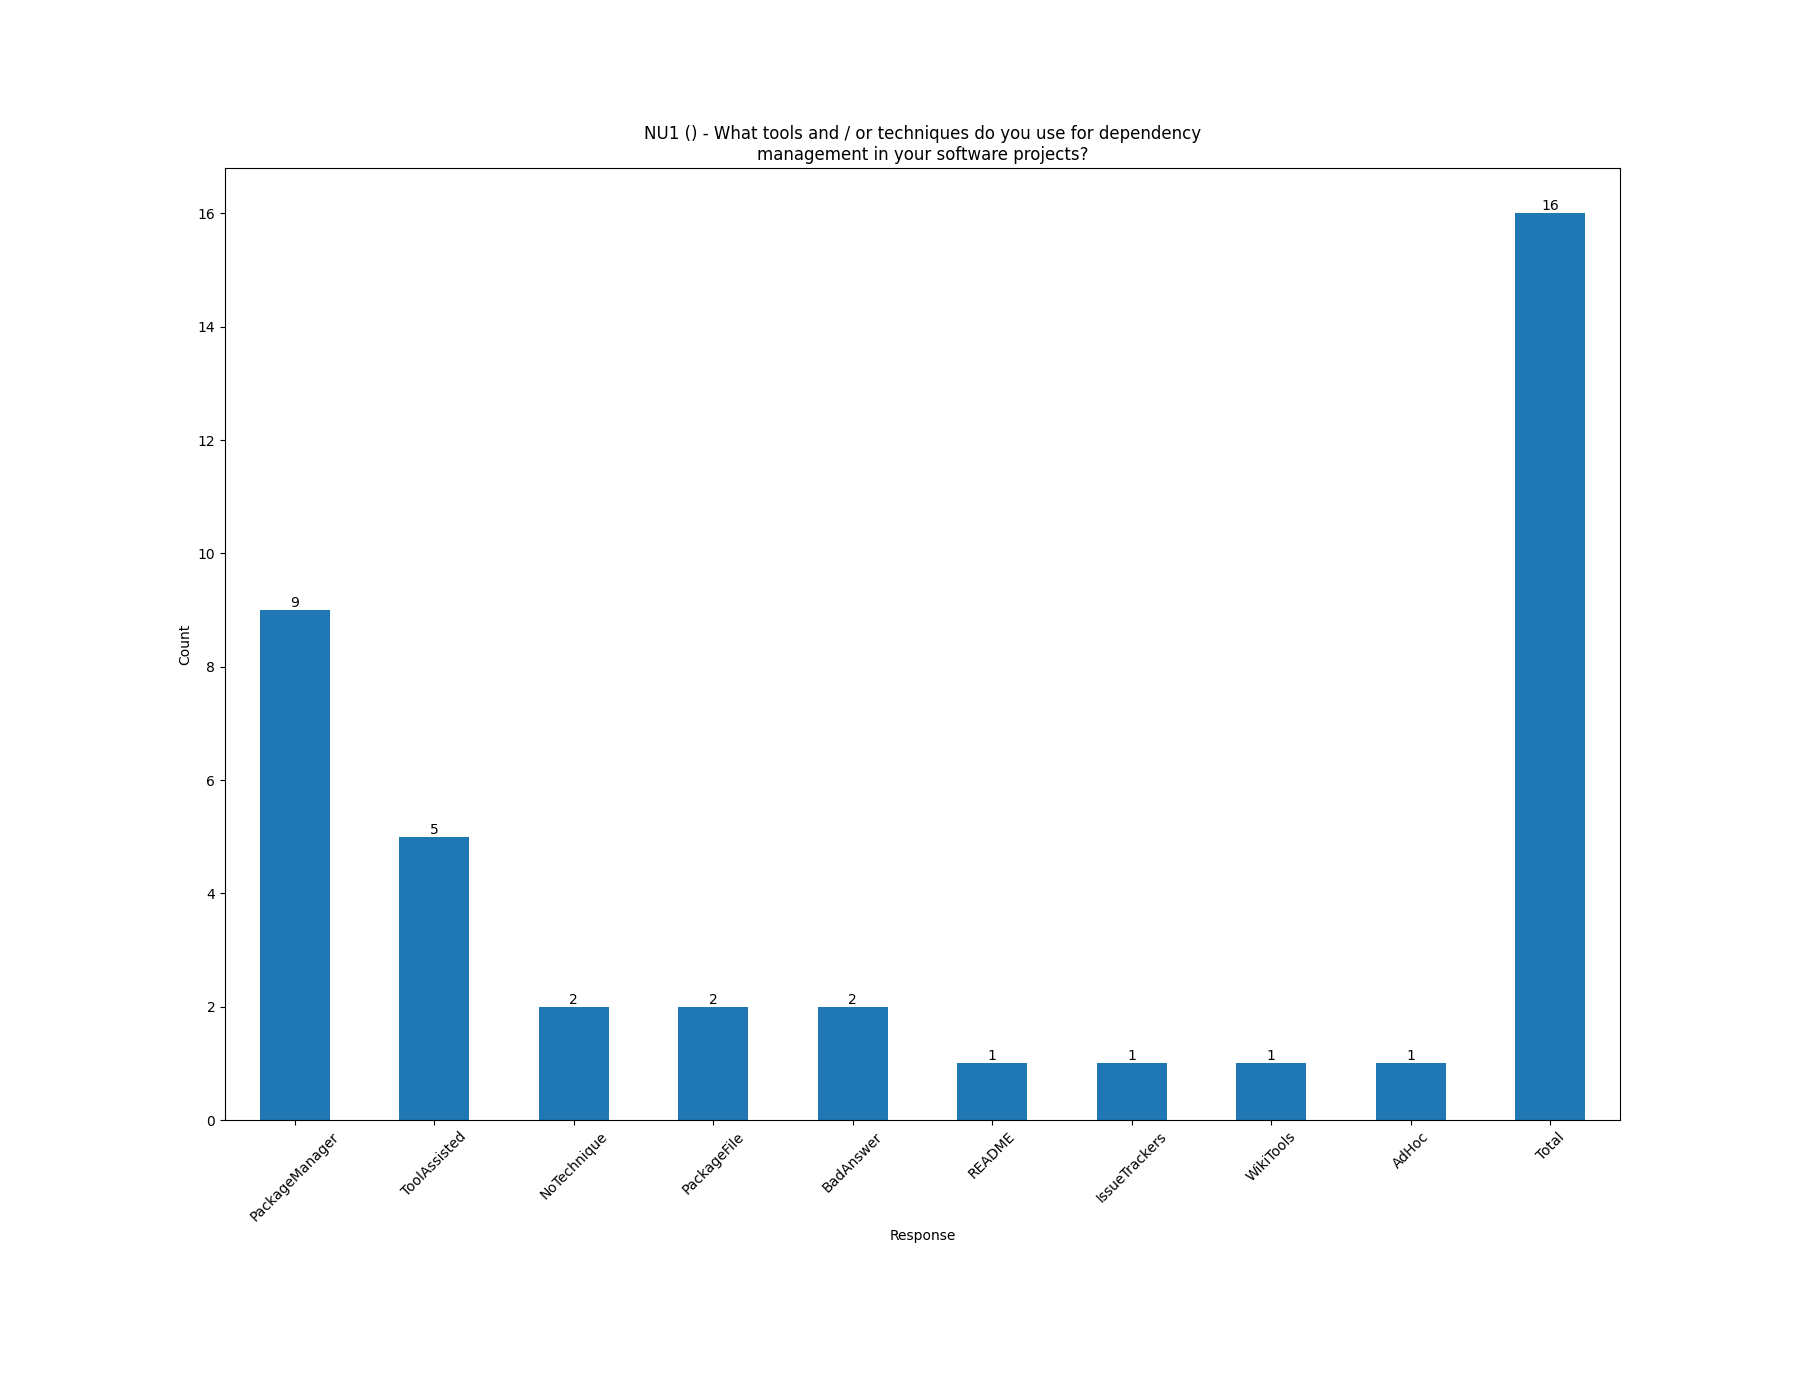 NU1 () - What tools and / or techniques do you use for dependency
management in your software projects?
16
14
12
10
8
6
4
2
0
Count
9
5
2
2
2
1
1
1
1
16
PackageManager
ToolAssisted
NoTechnique
PackageFile
BadAnswer
README
IssueTrackers
WikiTools
AdHoc
Total
Response